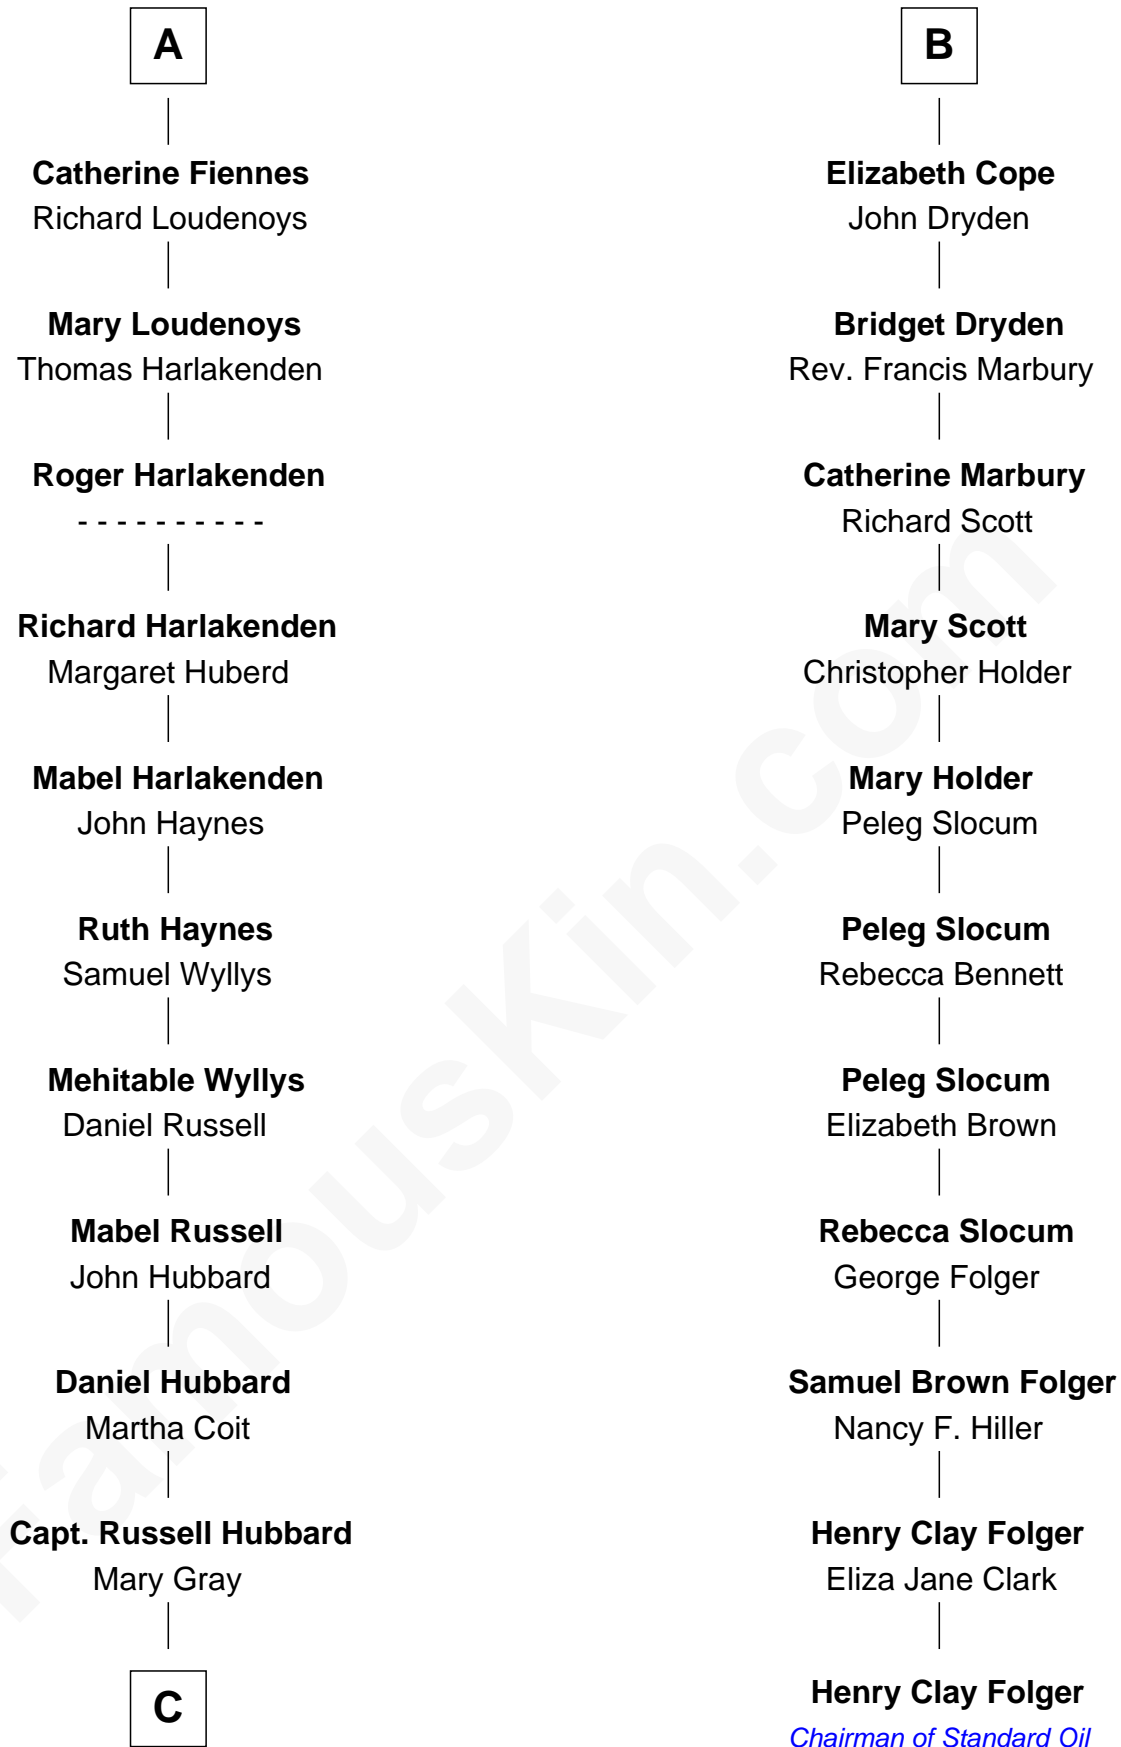 A
Catherine Fiennes
Richard Loudenoys
Mary Loudenoys
Thomas Harlakenden
Roger Harlakenden
- - - - - - - - - -
Richard Harlakenden
Margaret Huberd
Mabel Harlakenden
John Haynes
Ruth Haynes
Samuel Wyllys
Mehitable Wyllys
Daniel Russell
Mabel Russell
John Hubbard
Daniel Hubbard
Martha Coit
Capt. Russell Hubbard
Mary Gray
C
B
Elizabeth Cope
John Dryden
Bridget Dryden
Rev. Francis Marbury
Catherine Marbury
Richard Scott
Mary Scott
Christopher Holder
Mary Holder
Peleg Slocum
Peleg Slocum
Rebecca Bennett
Peleg Slocum
Elizabeth Brown
Rebecca Slocum
George Folger
Samuel Brown Folger
Nancy F. Hiller
Henry Clay Folger
Eliza Jane Clark
Henry Clay Folger
Chairman of Standard Oil
FamousKin.com